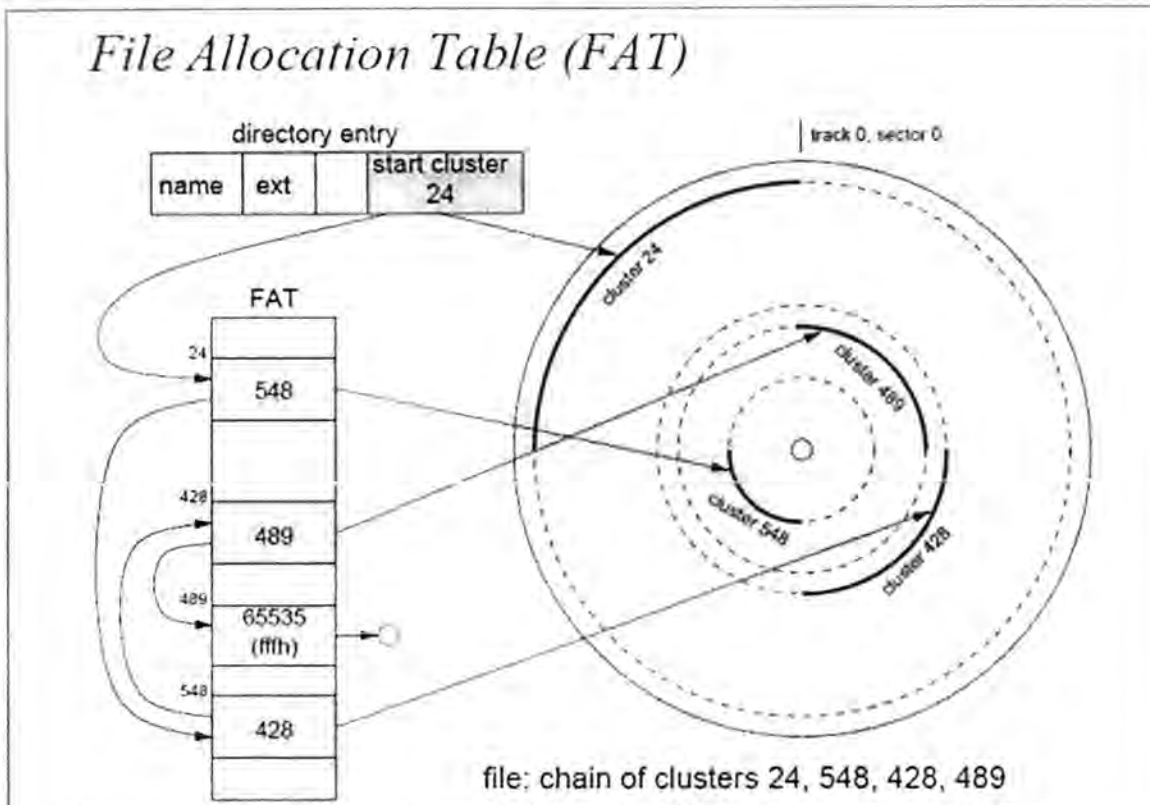 File Allocation Table (FAT)
directory entry
track 0, sector 0
name ext start cluster 24
cluster 24
FAT
24
548
cluster 489
428
489
cluster 548
cluster 428
489
65535
(ffffh)
548
428
file: chain of clusters 24, 548, 428, 489